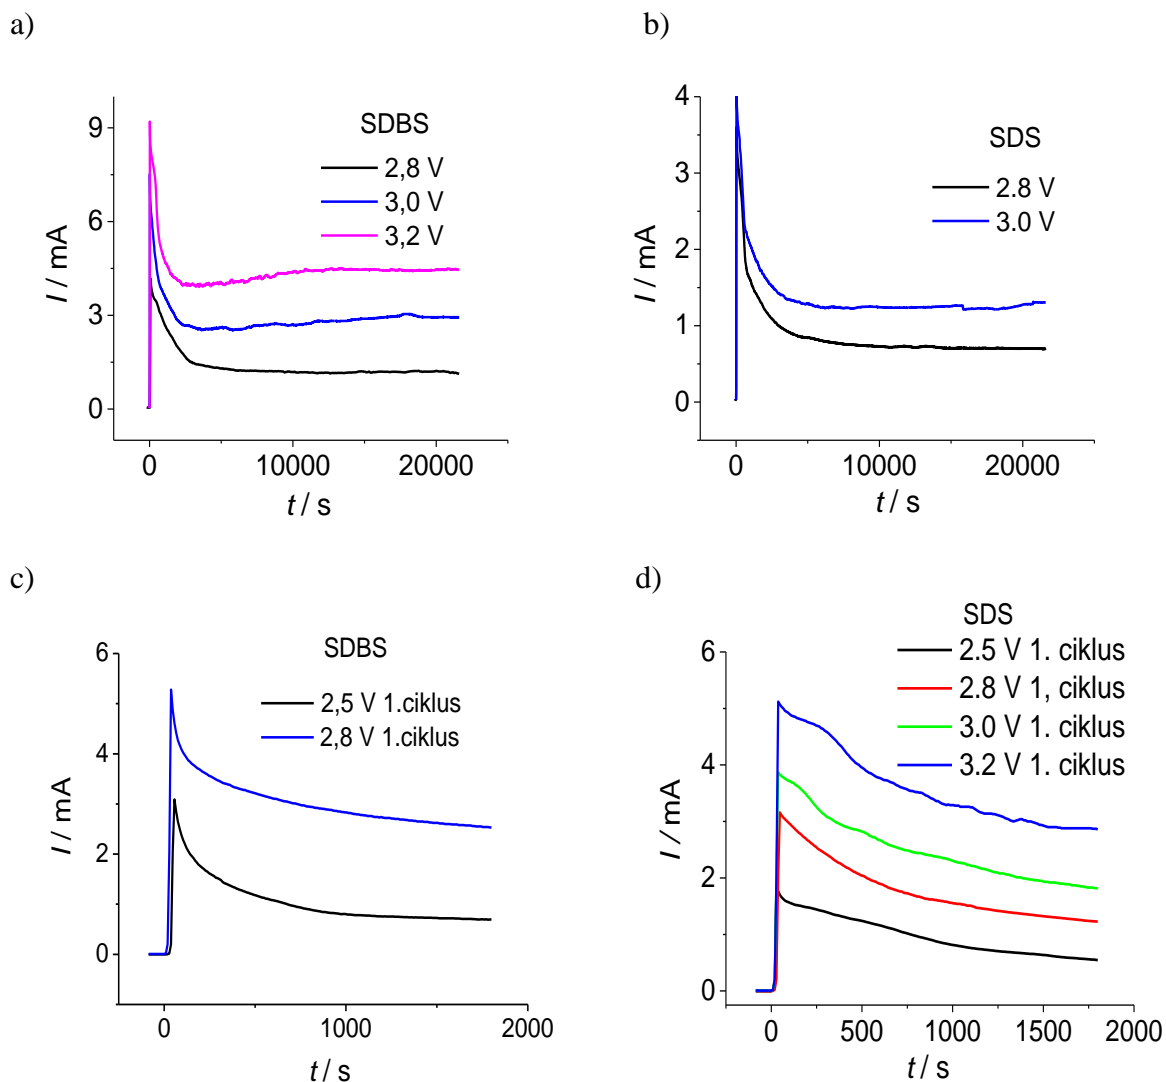 a)
SDBS
2,8 V
3,0 V
3,2 V
9
6
3
0
I / mA
0 10000 20000
t / s
b)
SDS
2.8 V
3.0 V
4
3
2
1
0
I / mA
0 10000 20000
t / s
c)
SDBS
2,5 V 1.ciklus
2,8 V 1.ciklus
6
4
2
0
I / mA
0 1000 2000
t / s
d)
SDS
2.5 V 1. ciklus
2.8 V 1, ciklus
3.0 V 1. ciklus
3.2 V 1. ciklus
6
4
2
0
I / mA
0 500 1000 1500 2000
t / s